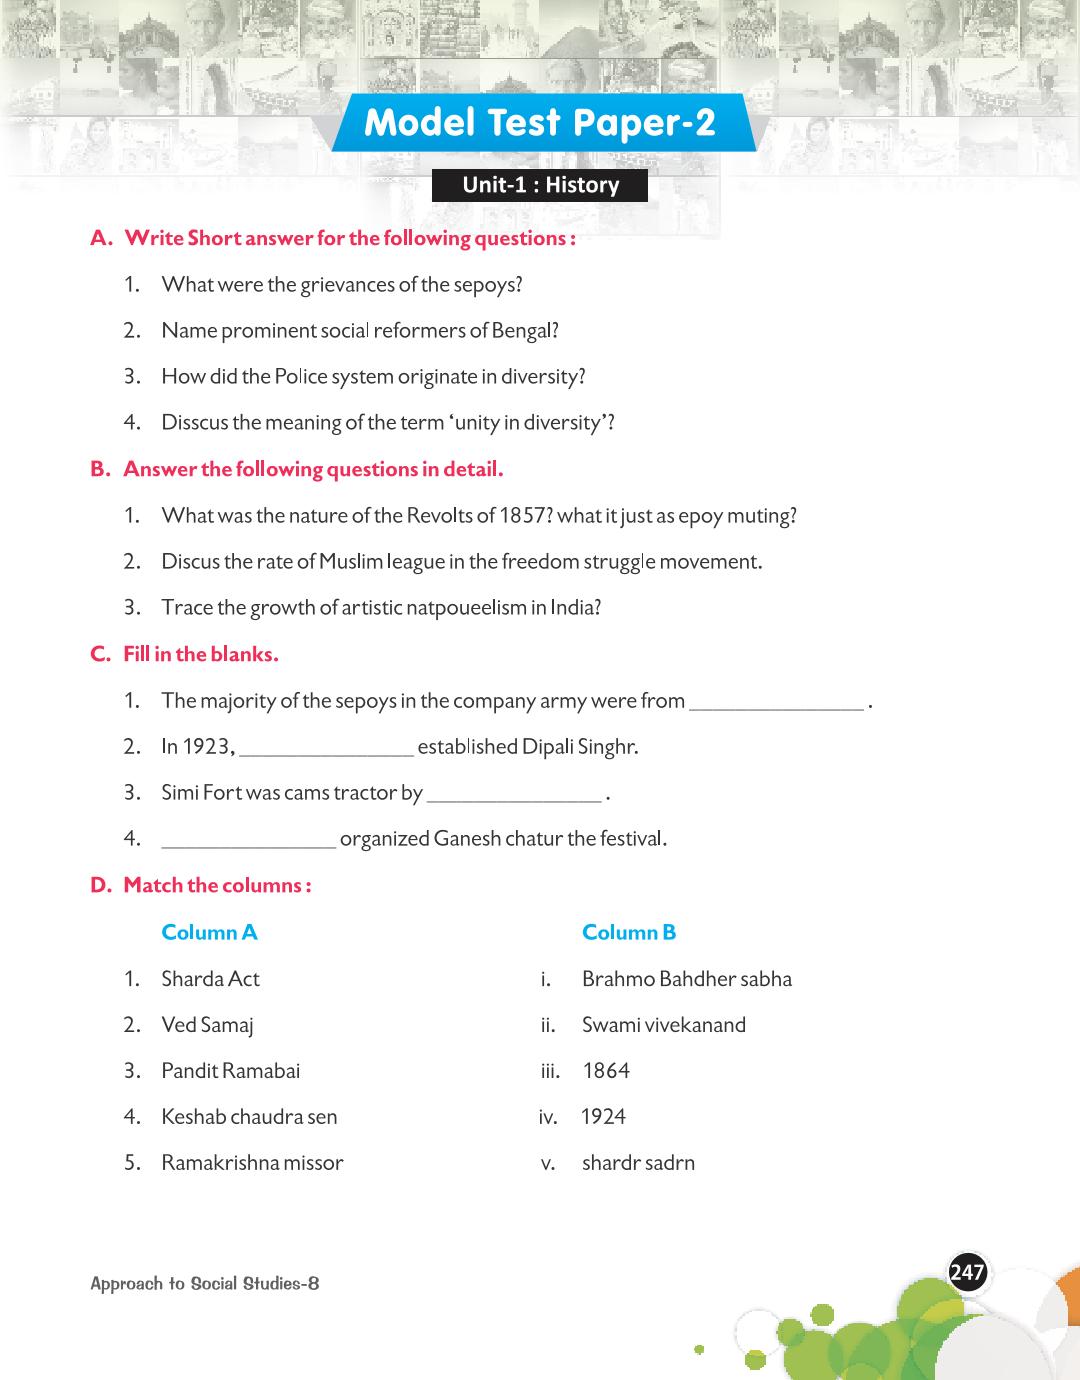 Model Test Paper-2
Unit-1 : History
A. Write Short answer for the following questions :
1. What were the grievances of the sepoys?
2. Name prominent social reformers of Bengal?
3. How did the Police system originate in diversity?
4. Disscus the meaning of the term ‘unity in diversity’?
B. Answer the following questions in detail.
1. What was the nature of the Revolts of 1857? what it just as epoy muting?
2. Discus the rate of Muslim league in the freedom struggle movement.
3. Trace the growth of artistic natpoueelism in India?
C. Fill in the blanks.
1. The majority of the sepoys in the company army were from _______________ .
2. In 1923, _______________ established Dipali Singhr.
3. Simi Fort was cams tractor by _______________ .
4. _______________ organized Ganesh chatur the festival.
D. Match the columns :
Column A Column B
1. Sharda Act i. Brahmo Bahdher sabha
2. Ved Samaj ii. Swami vivekanand
3. Pandit Ramabai iii. 1864
4. Keshab chaudra sen iv. 1924
5. Ramakrishna missor v. shardr sadrn
Approach to Social Studies-8
247